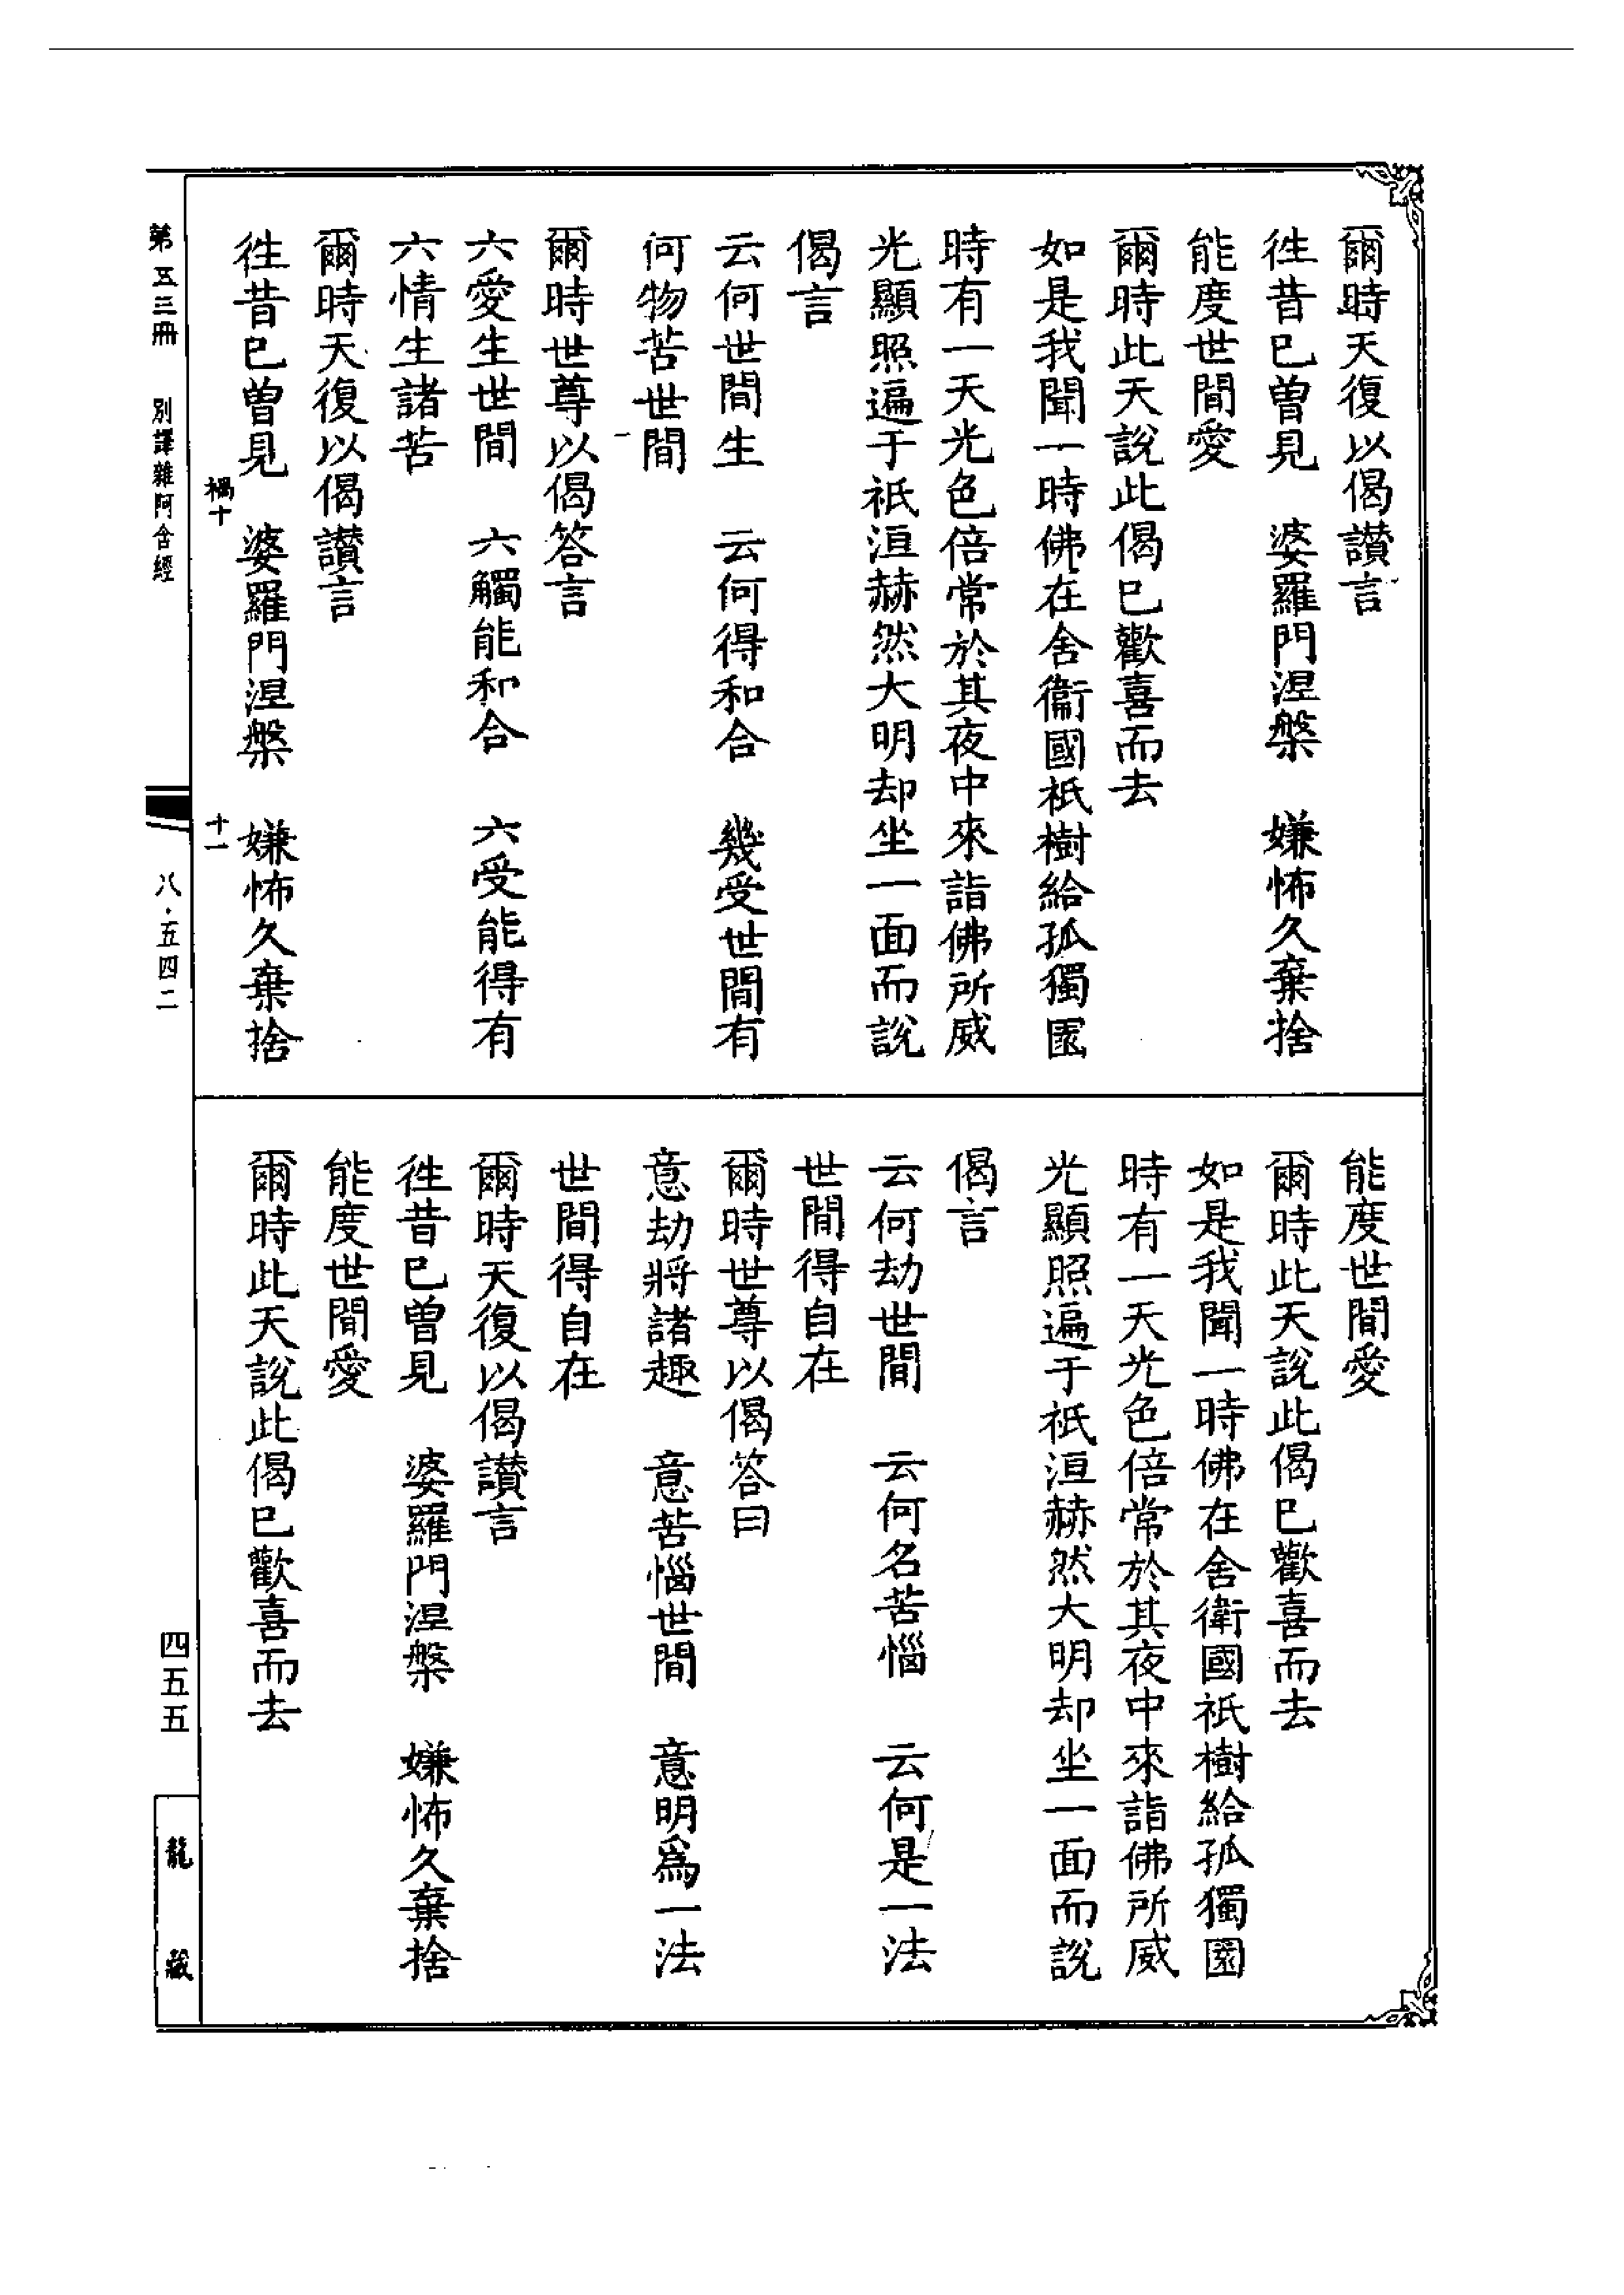 爾時天復以偈讃言
徃昔已曾見　婆羅門涅槃　嫌怖久棄捨
能度世間愛
爾時此天說此偈已歡喜而去
如是我聞一時佛在舍衞國祇樹給孤獨園
時有一天光色倍常於其夜中來詣佛所威
光顯照遍于祇洹赫然大明却坐一面而說
偈言
云何世間生　云何得和合　幾受世間有
何物苦世間
爾時世尊以偈答言
六愛生世間　六觸能和合　六受能得有
六情生諸苦
爾時天復以偈讃言
徃昔已曾見　婆羅門涅槃　嫌怖久棄捨
能度世間愛
爾時此天說此偈已歡喜而去
如是我聞一時佛在舍衛國祇樹給孤獨園
時有一天光色倍常於其夜中來詣佛所威
光顯照遍于祇洹赫然大明却坐一面而說
偈言
云何劫世間　云何名苦惱　云何是一法
世間得自在
爾時世尊以偈答曰
意劫將諸趣　意苦惱世間　意明爲一法
世間得自在
爾時天復以偈讃言
徃昔已曾見　婆羅門涅槃　嫌怖久棄捨
能度世間愛
爾時此天說此偈已歡喜而去
十　十一
第五三冊　別譯雜阿含經　八·五四二　四五五　龍藏